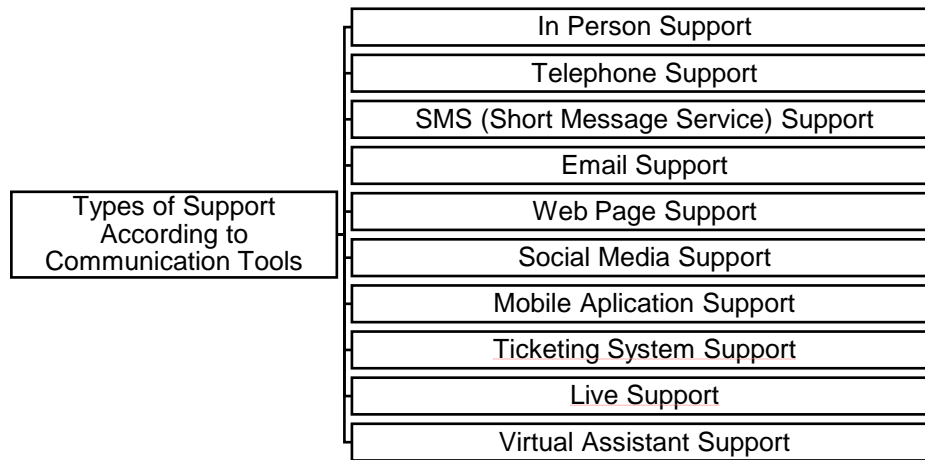 Types of Support
According to
Communication Tools
In Person Support
Telephone Support
SMS (Short Message Service) Support
Email Support
Web Page Support
Social Media Support
Mobile Aplication Support
Ticketing System Support
Live Support
Virtual Assistant Support